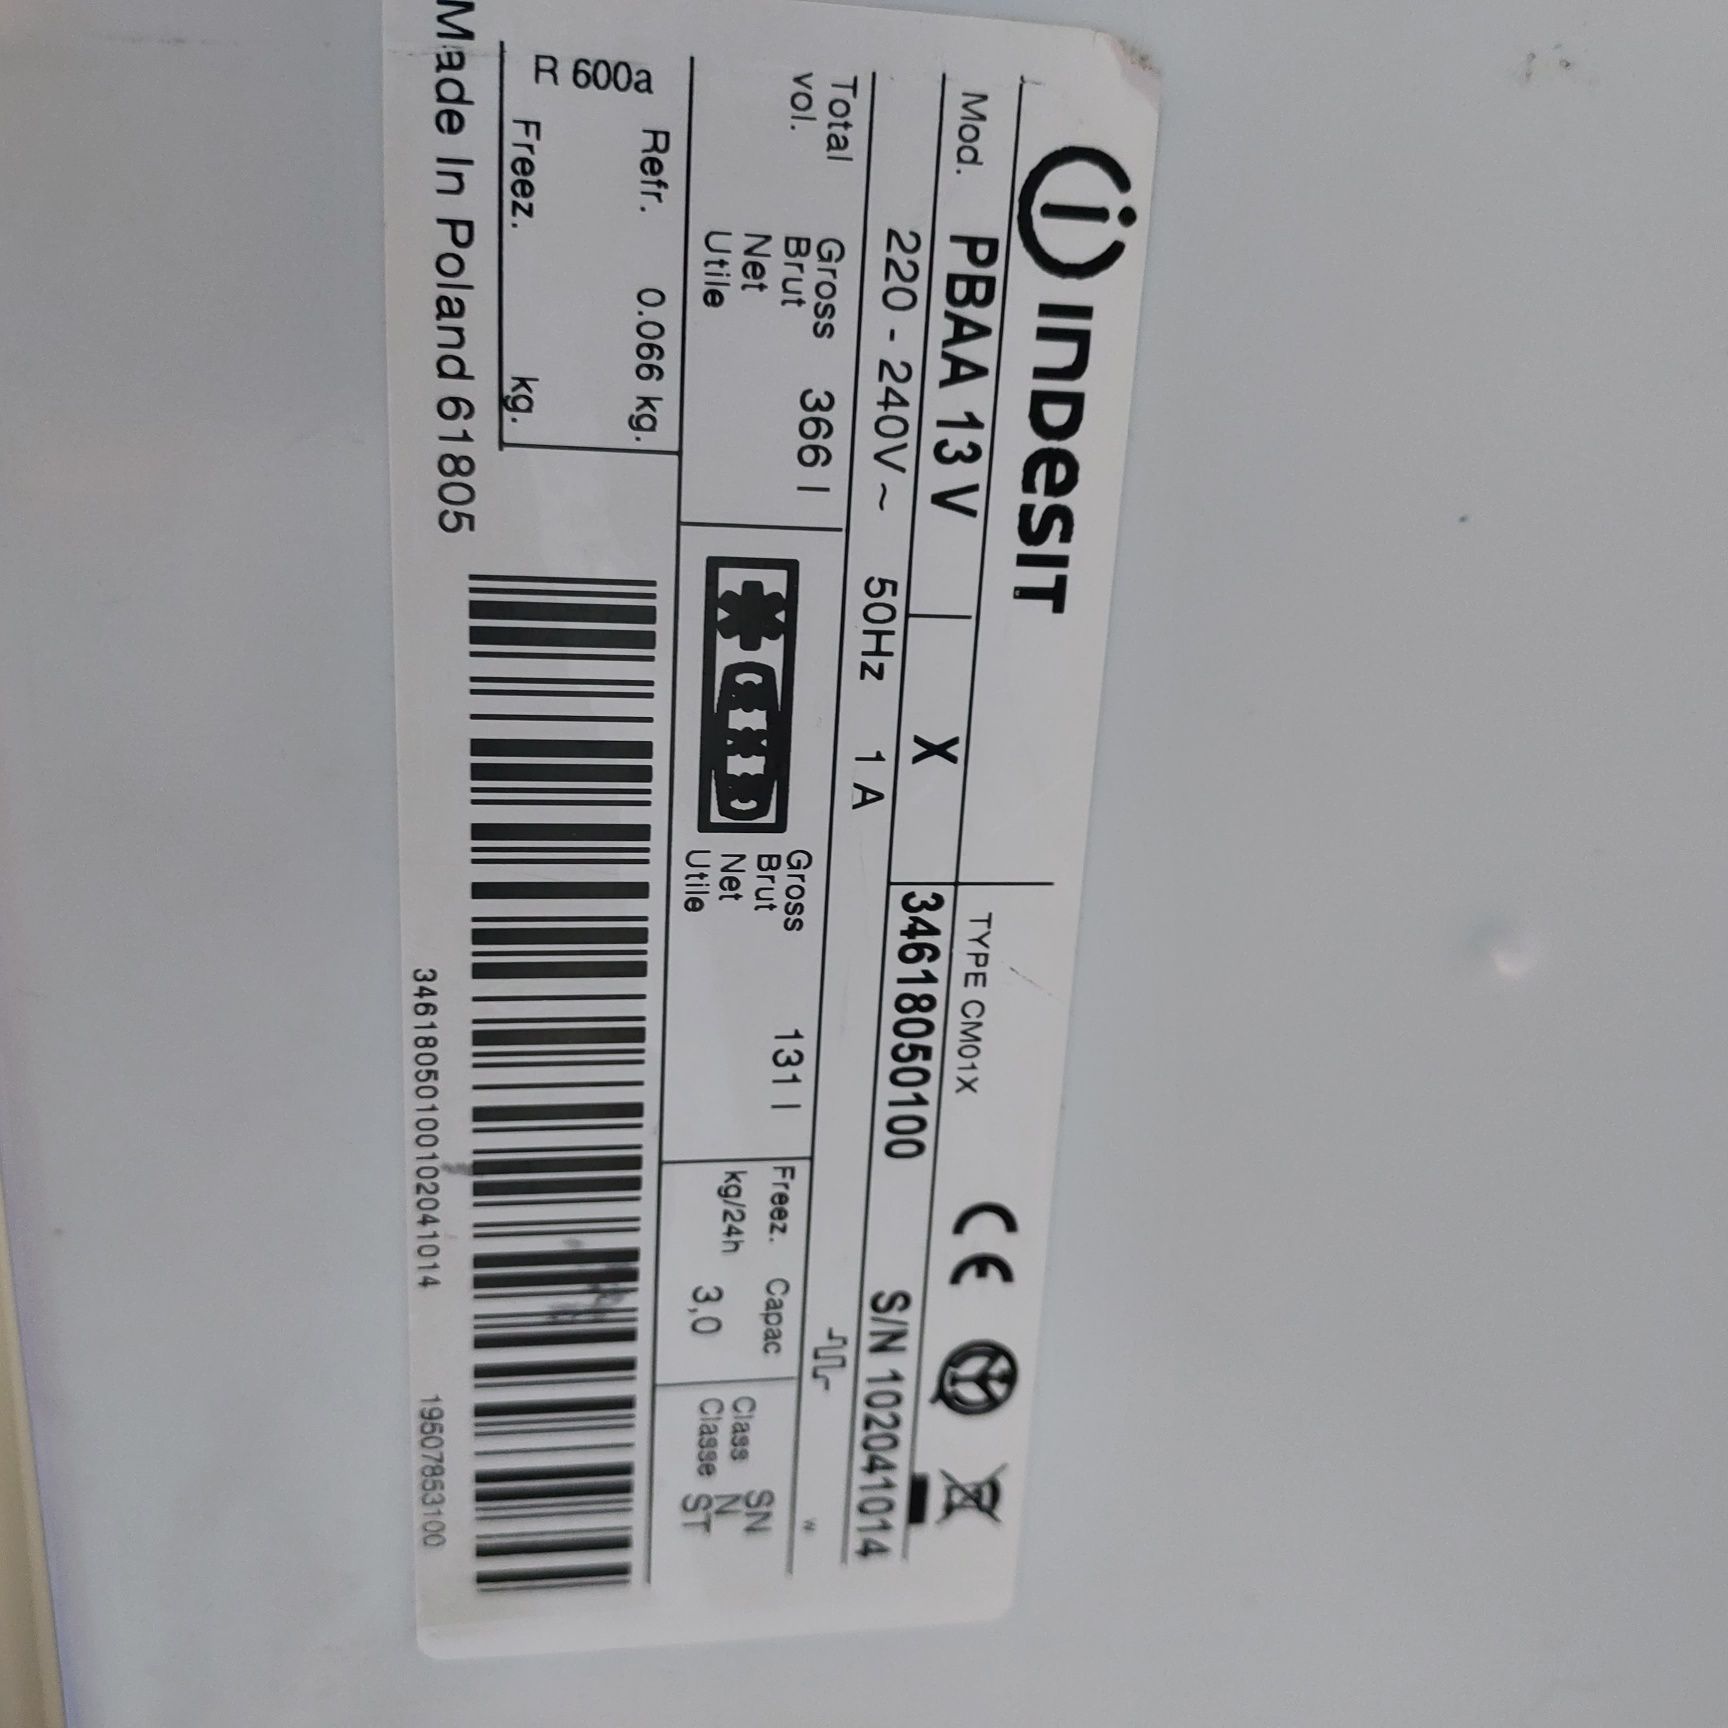 INDESIT
TYPE CM01X
Mod. PBAA 13 V X 34618050100 S/N 102041014
220 - 240V ~ 50Hz 1 A
W
Total vol. Gross Brut 366 l
Net Utile
Gross Brut 131 l
Net Utile
Freez. Capac
kg/24h 3,0
Class SN
N
Classe ST
R 600a
Refr. 0.066 kg.
Freez. kg.
Made In Poland 61805
34618050100102041014 19507853100